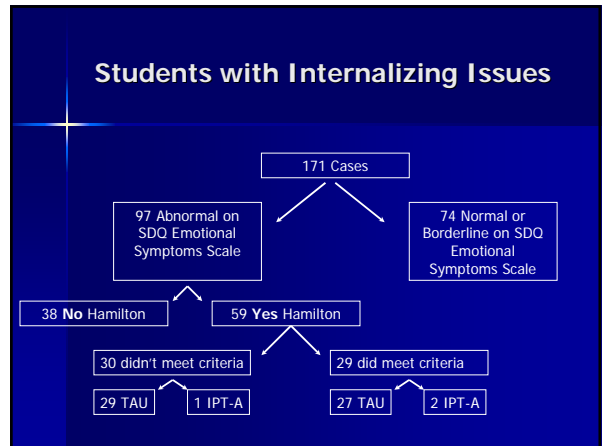 Students with Internalizing Issues
171 Cases
97 Abnormal on
SDQ Emotional
Symptoms Scale
74 Normal or
Borderline on SDQ
Emotional
Symptoms Scale
38 No Hamilton
59 Yes Hamilton
30 didn't meet criteria
29 did meet criteria
29 TAU
1 IPT-A
27 TAU
2 IPT-A